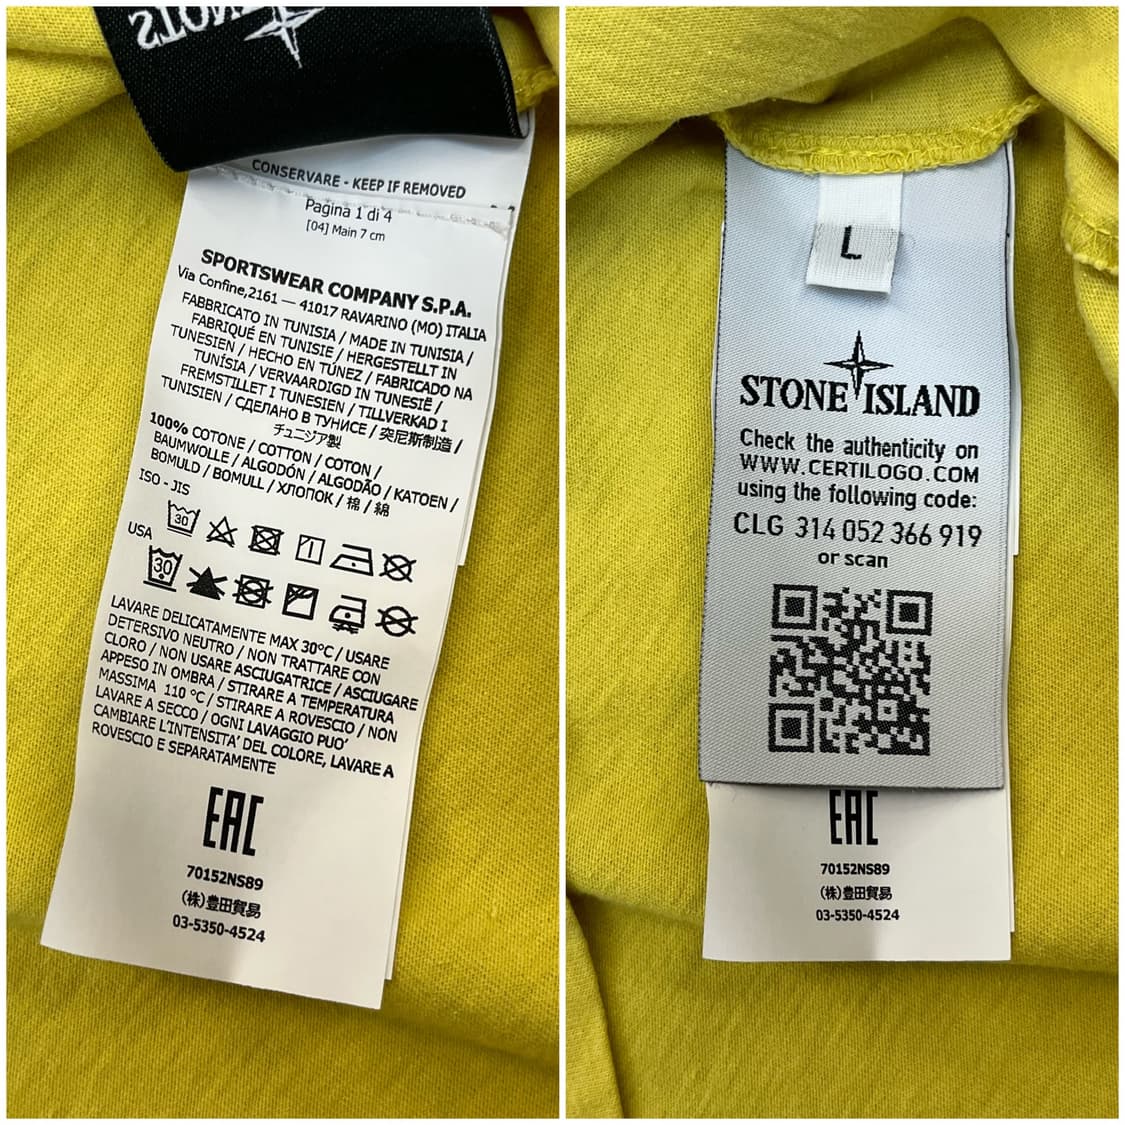 STONE
CONSERVARE - KEEP IF REMOVED
Pagina 1 di 4
[04] Main 7 cm
SPORTSWEAR COMPANY S.P.A.
Via Confine,2161 — 41017 RAVARINO (MO) ITALIA
FABBRICATO IN TUNISIA / MADE IN TUNISIA /
FABRIQUÉ EN TUNISIE / HERGESTELLT IN
TUNESIEN / HECHO EN TÚNEZ / FABRICADO NA
TUNÍSIA / VERVAARDIGD IN TUNESIË /
FREMSTILLET I TUNESIEN / TILLVERKAD I
TUNISIEN / СДЕЛАНО В ТУНИСЕ / 突尼斯制造 /
チュニジア製
100% COTONE / COTTON / COTON /
BAUMWOLLE / ALGODÓN / ALGODÃO / KATOEN /
BOMULD / BOMULL / ХЛОПОК / 棉 / 綿
ISO - JIS
30
USA
30
LAVARE DELICATAMENTE MAX 30°C / USARE
DETERSIVO NEUTRO / NON TRATTARE CON
CLORO / NON USARE ASCIUGATRICE / ASCIUGARE
APPESO IN OMBRA / STIRARE A TEMPERATURA
MASSIMA 110 °C / STIRARE A ROVESCIO / NON
LAVARE A SECCO / OGNI LAVAGGIO PUO'
CAMBIARE L'INTENSITA' DEL COLORE, LAVARE A
ROVESCIO E SEPARATAMENTE
EAC
70152NS89
(株)豊田貿易
03-5350-4524
L
STONE ISLAND
Check the authenticity on
WWW.CERTILOGO.COM
using the following code:
CLG 314 052 366 919
or scan
EAC
70152NS89
(株)豊田貿易
03-5350-4524